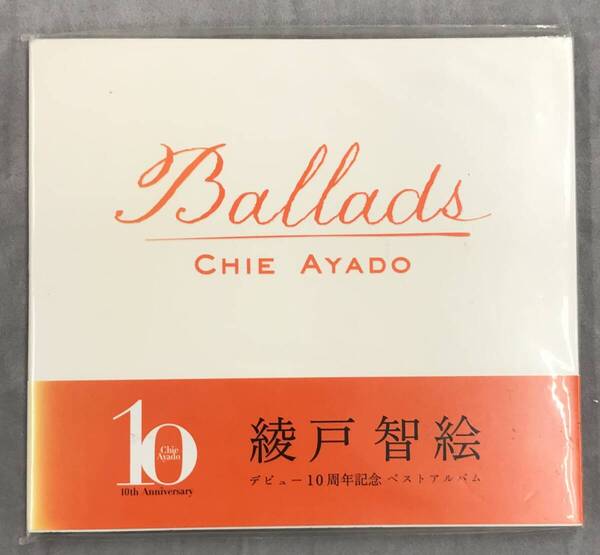 Ballads
CHIE AYADO
10
Chie
Ayado
10th Anniversary
綾戸智絵
デビュー10周年記念 ベストアルバム